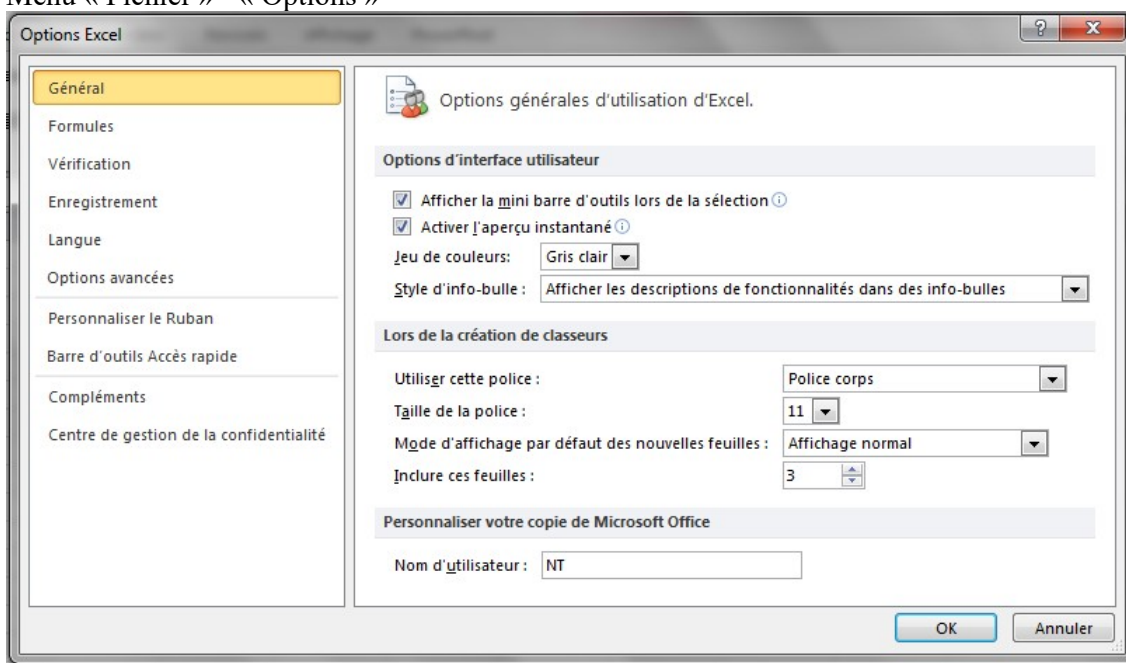 Menu « Fichier » - « Options »
Options Excel
Général
Formules
Vérification
Enregistrement
Langue
Options avancées
Personnaliser le Ruban
Barre d'outils Accès rapide
Compléments
Centre de gestion de la confidentialité
Options générales d'utilisation d'Excel.
Options d'interface utilisateur
Afficher la mini barre d'outils lors de la sélection
Activer l'aperçu instantané
Jeu de couleurs: Gris clair
Style d'info-bulle : Afficher les descriptions de fonctionnalités dans des info-bulles
Lors de la création de classeurs
Utiliser cette police : Police corps
Taille de la police : 11
Mode d'affichage par défaut des nouvelles feuilles : Affichage normal
Inclure ces feuilles : 3
Personnaliser votre copie de Microsoft Office
Nom d'utilisateur : NT
OK Annuler